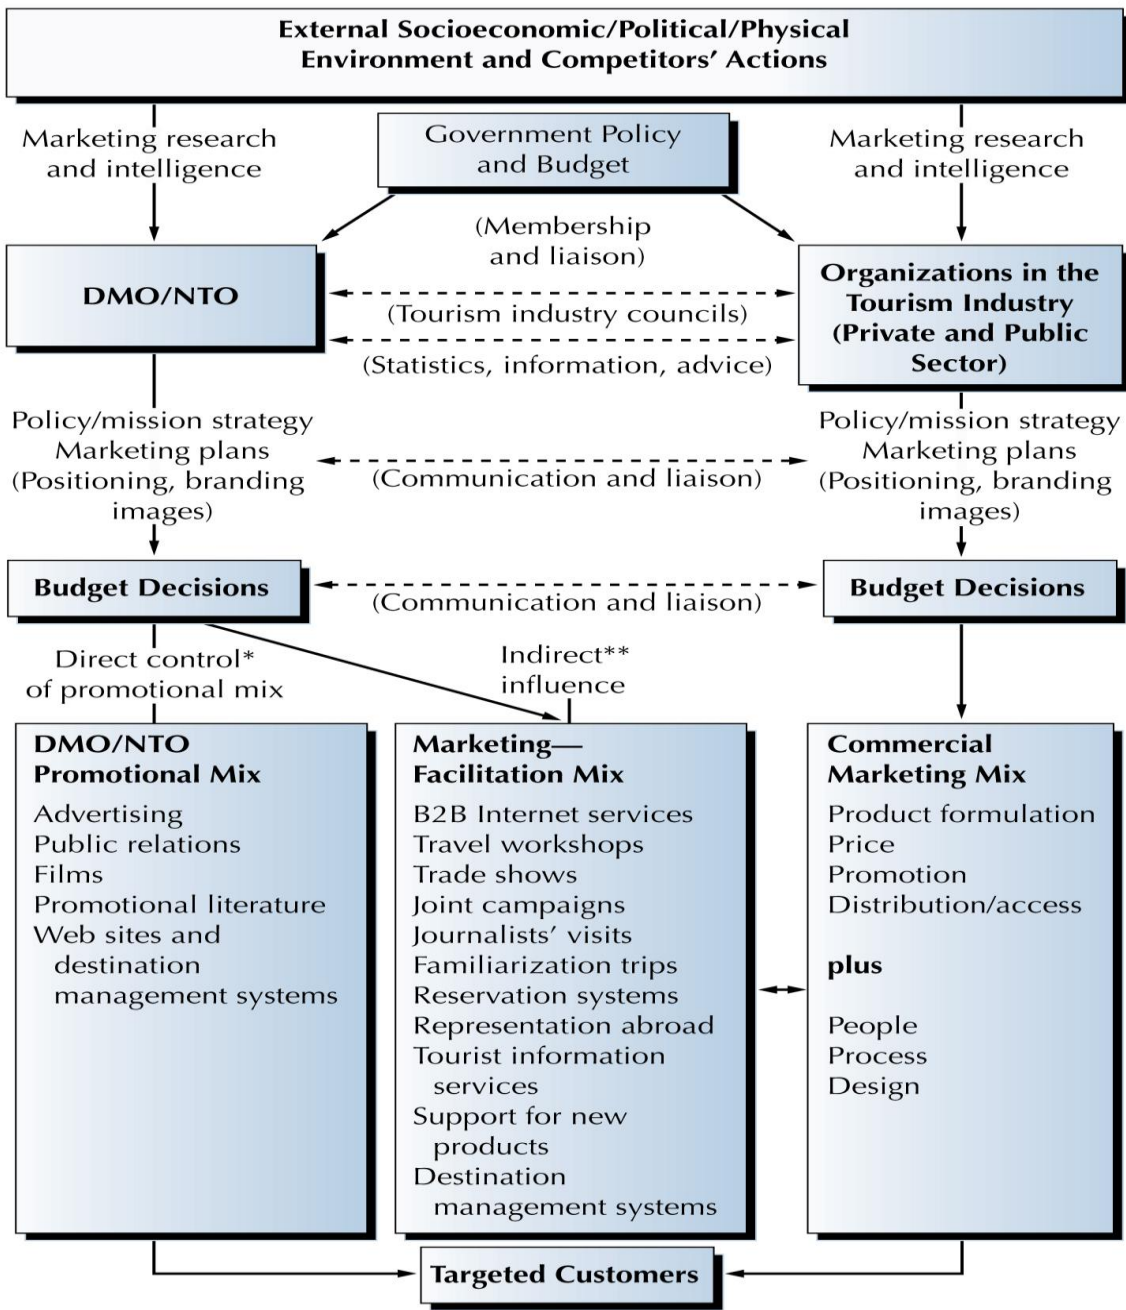 External Socioeconomic/Political/Physical
Environment and Competitors’ Actions
Marketing research
and intelligence
Government Policy
and Budget
Marketing research
and intelligence
(Membership
and liaison)
DMO/NTO
(Tourism industry councils)
(Statistics, information, advice)
Organizations in the
Tourism Industry
(Private and Public
Sector)
Policy/mission strategy
Marketing plans
(Positioning, branding
images)
(Communication and liaison)
Policy/mission strategy
Marketing plans
(Positioning, branding
images)
Budget Decisions
(Communication and liaison)
Budget Decisions
Direct control*
of promotional mix
Indirect**
influence
DMO/NTO
Promotional Mix
Advertising
Public relations
Films
Promotional literature
Web sites and
destination
management systems
Marketing—
Facilitation Mix
B2B Internet services
Travel workshops
Trade shows
Joint campaigns
Journalists’ visits
Familiarization trips
Reservation systems
Representation abroad
Tourist information
services
Support for new
products
Destination
management systems
Commercial
Marketing Mix
Product formulation
Price
Promotion
Distribution/access
plus
People
Process
Design
Targeted Customers